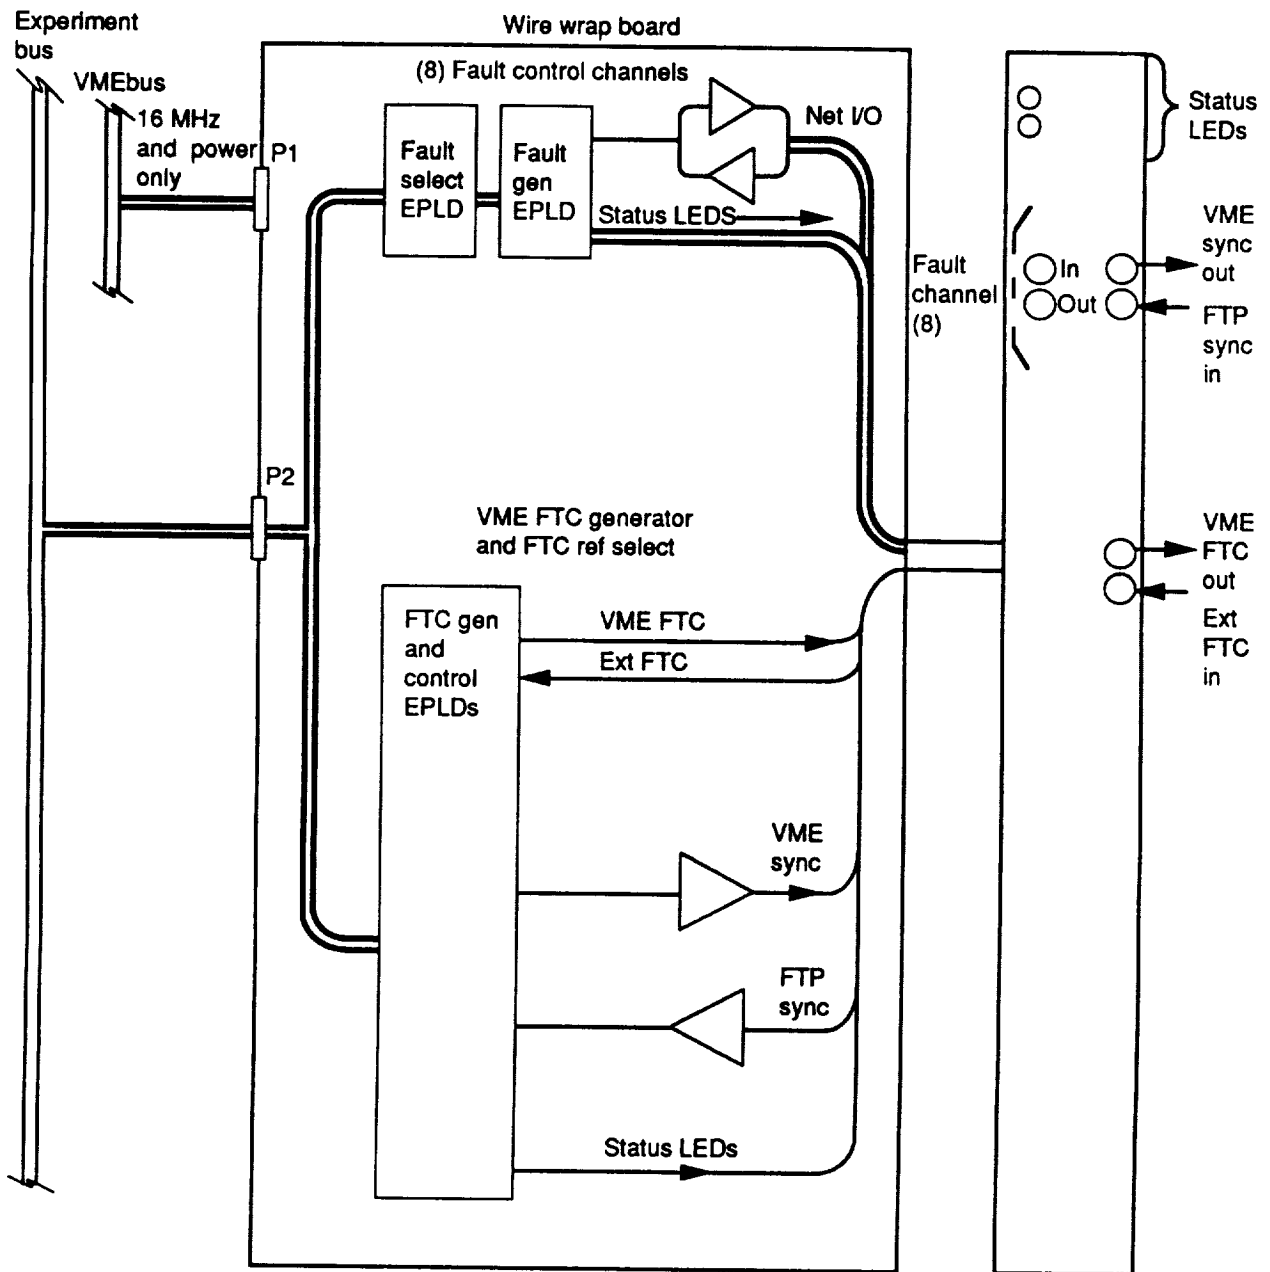 Experiment
bus
Wire wrap board
VMEbus
(8) Fault control channels
16 MHz
and power
only
P1
Fault
select
EPLD
Fault
gen
EPLD
Net I/O
Status LEDS
Status
LEDs
VME
sync
out
In
Out
FTP
sync
in
Fault
channel
(8)
P2
VME FTC generator
and FTC ref select
VME
FTC
out
Ext
FTC
in
FTC gen
and
control
EPLDs
VME FTC
Ext FTC
VME
sync
FTP
sync
Status LEDs